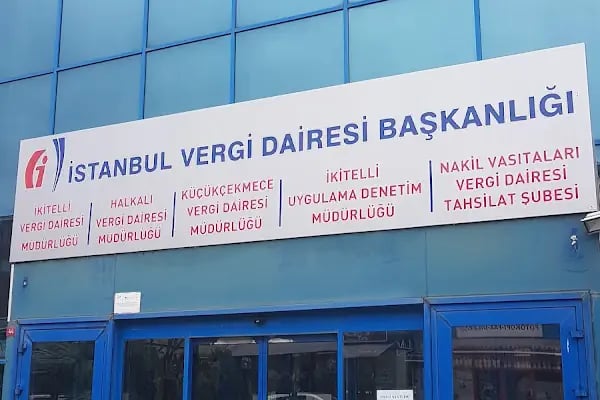 İSTANBUL VERGİ DAİRESİ BAŞKANLIĞI
İKİTELLİ
VERGİ DAİRESİ
MÜDÜRLÜĞÜ
HALKALI
VERGİ DAİRESİ
MÜDÜRLÜĞÜ
KÜÇÜKÇEKMECE
VERGİ DAİRESİ
MÜDÜRLÜĞÜ
İKİTELLİ
UYGULAMA DENETİM
MÜDÜRLÜĞÜ
NAKİL VASITALARI
VERGİ DAİRESİ
TAHSİLAT ŞUBESİ